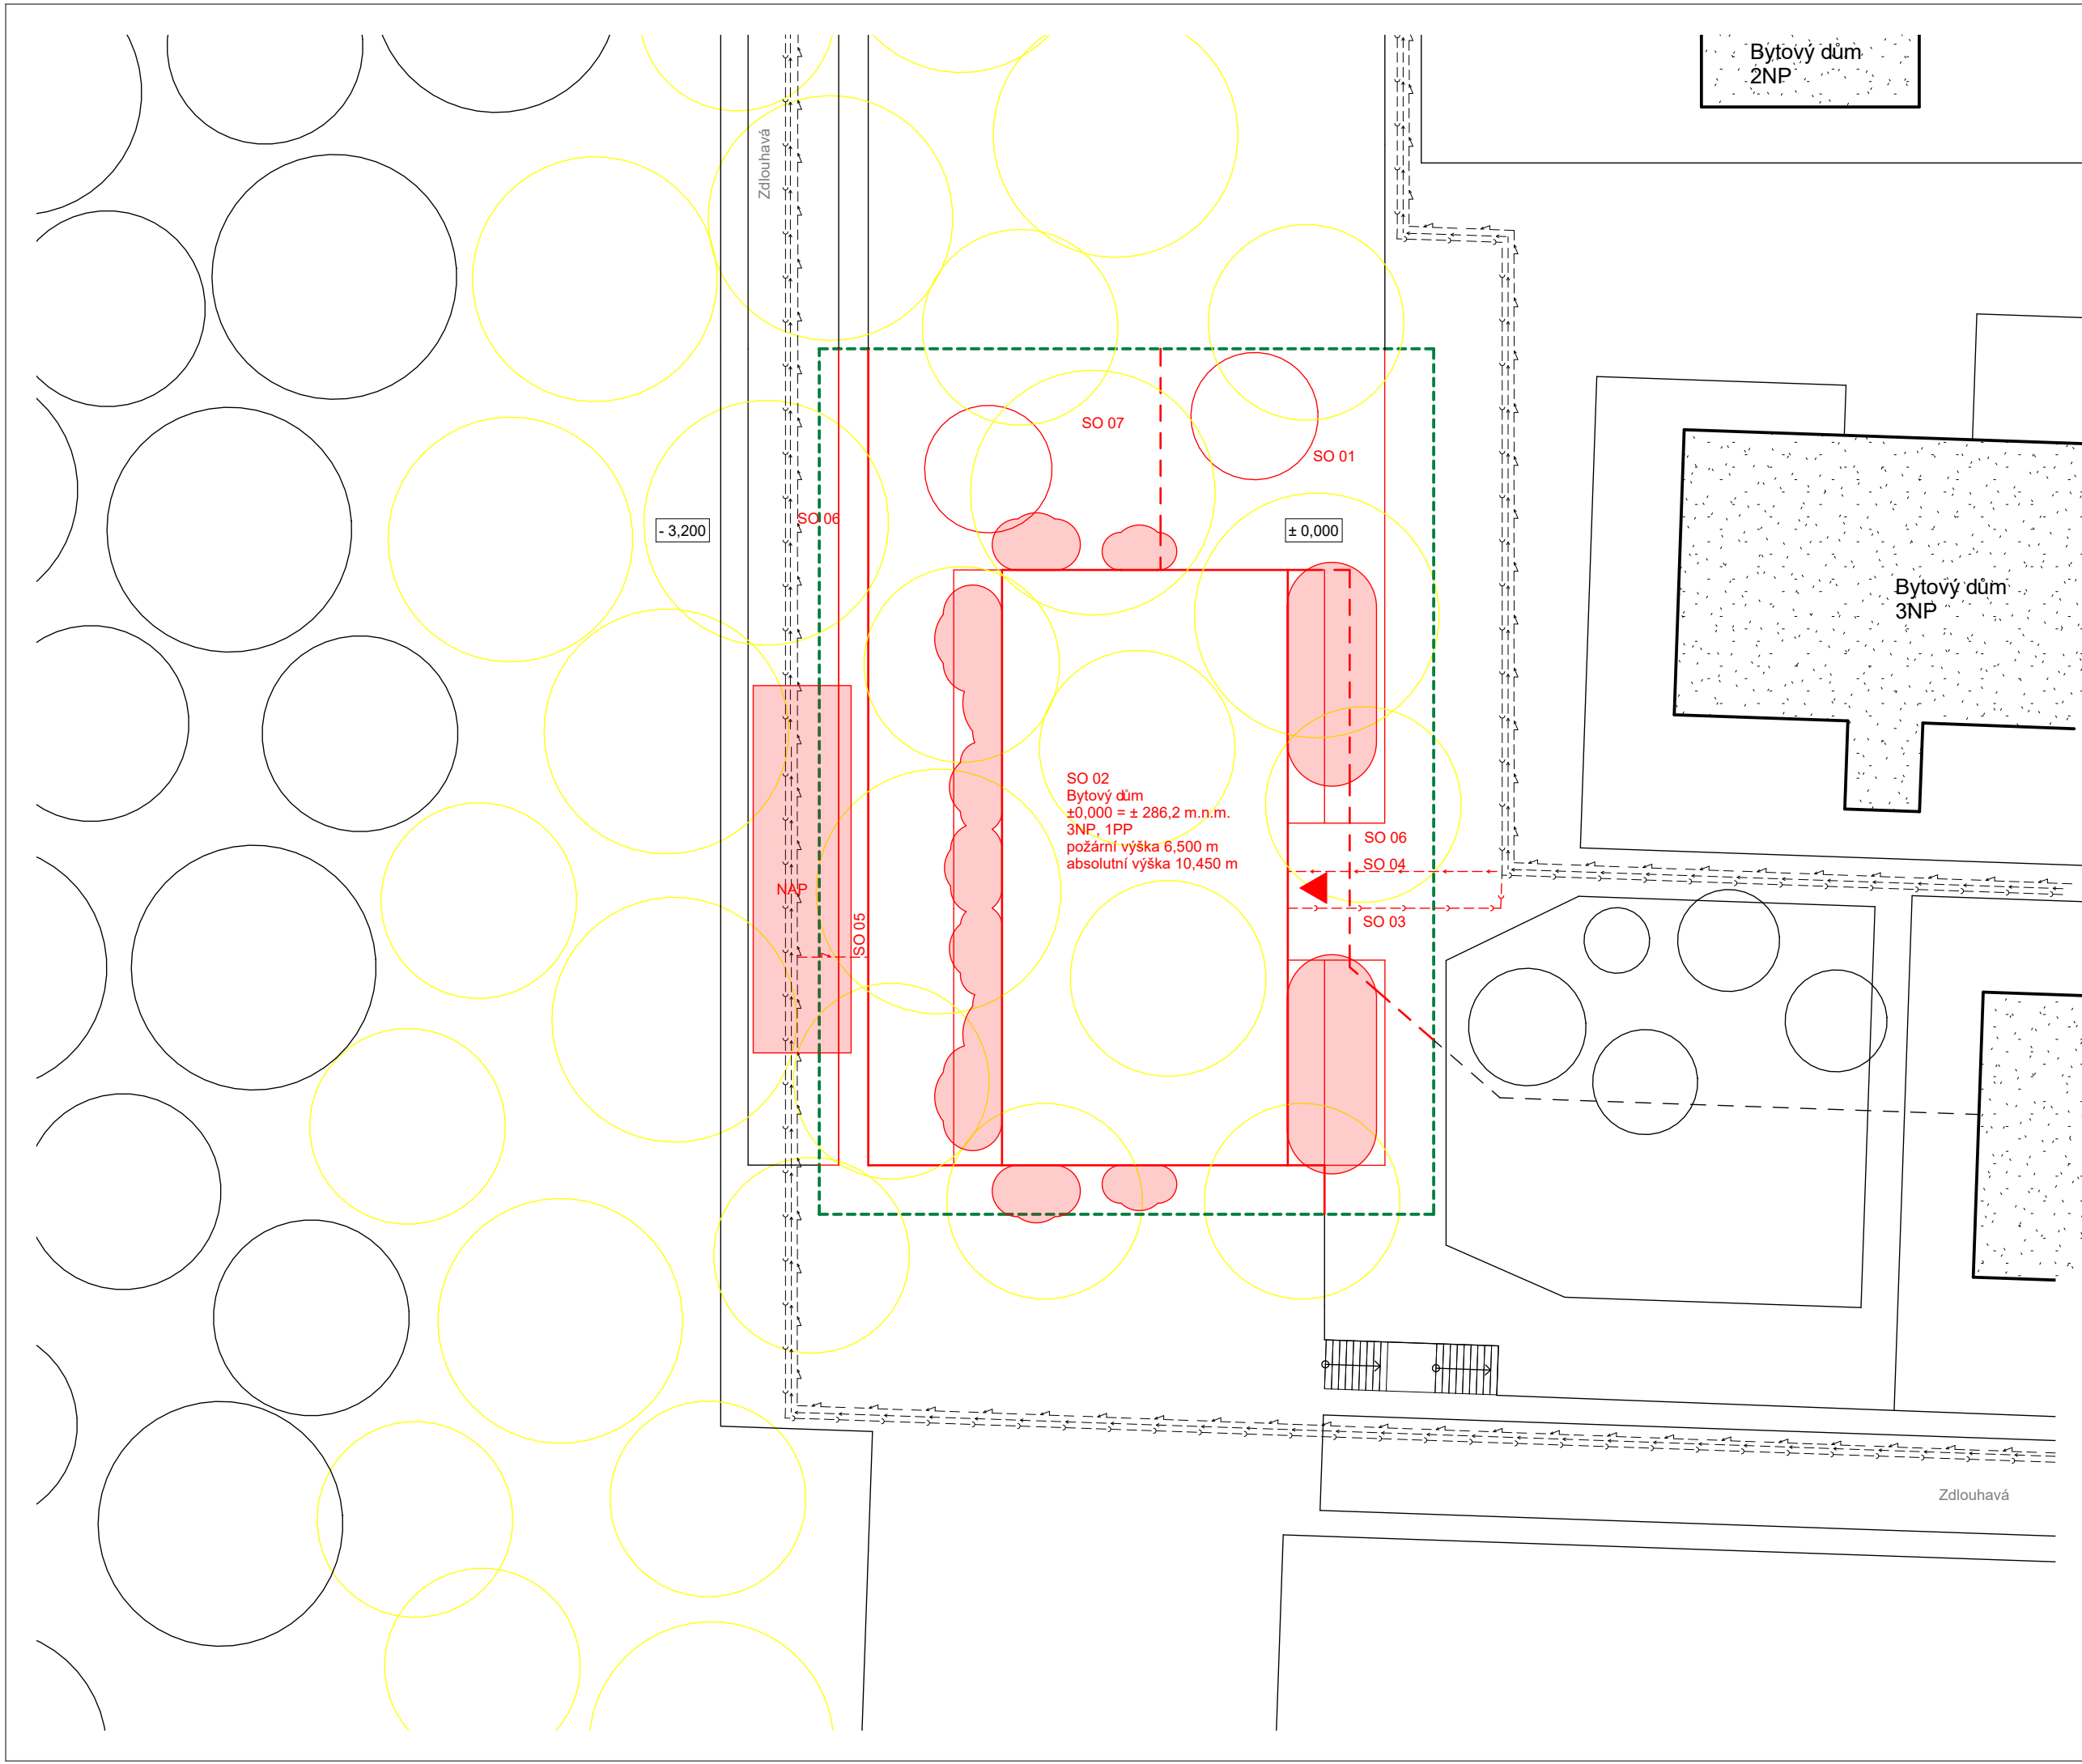 Bytový dům
2NP
Zdlouhavá
SO 07
SO 01
SO 06
- 3,200
± 0,000
Bytový dům
3NP
SO 02
Bytový dům
±0,000 = ± 286,2 m.n.m.
3NP, 1PP
požární výška 6,500 m
absolutní výška 10,450 m
SO 06
SO 04
NAP
SO 05
SO 03
Zdlouhavá